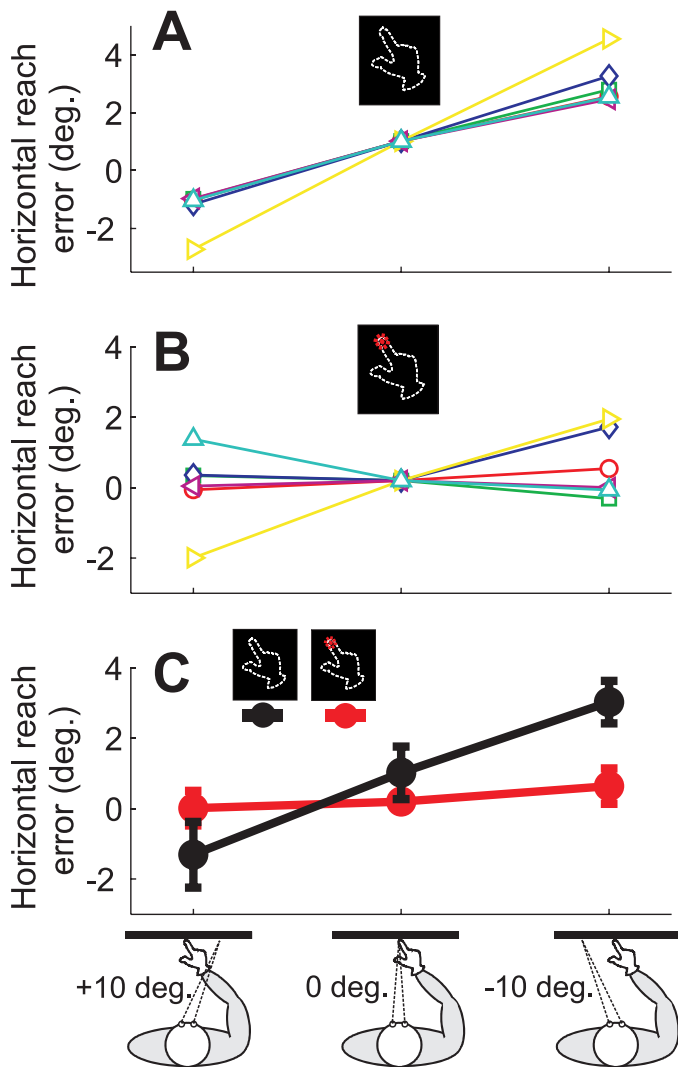 A
Horizontal reach
error (deg.)
4
2
0
-2
B
Horizontal reach
error (deg.)
4
2
0
-2
C
Horizontal reach
error (deg.)
4
2
0
-2
+10 deg.
0 deg.
-10 deg.